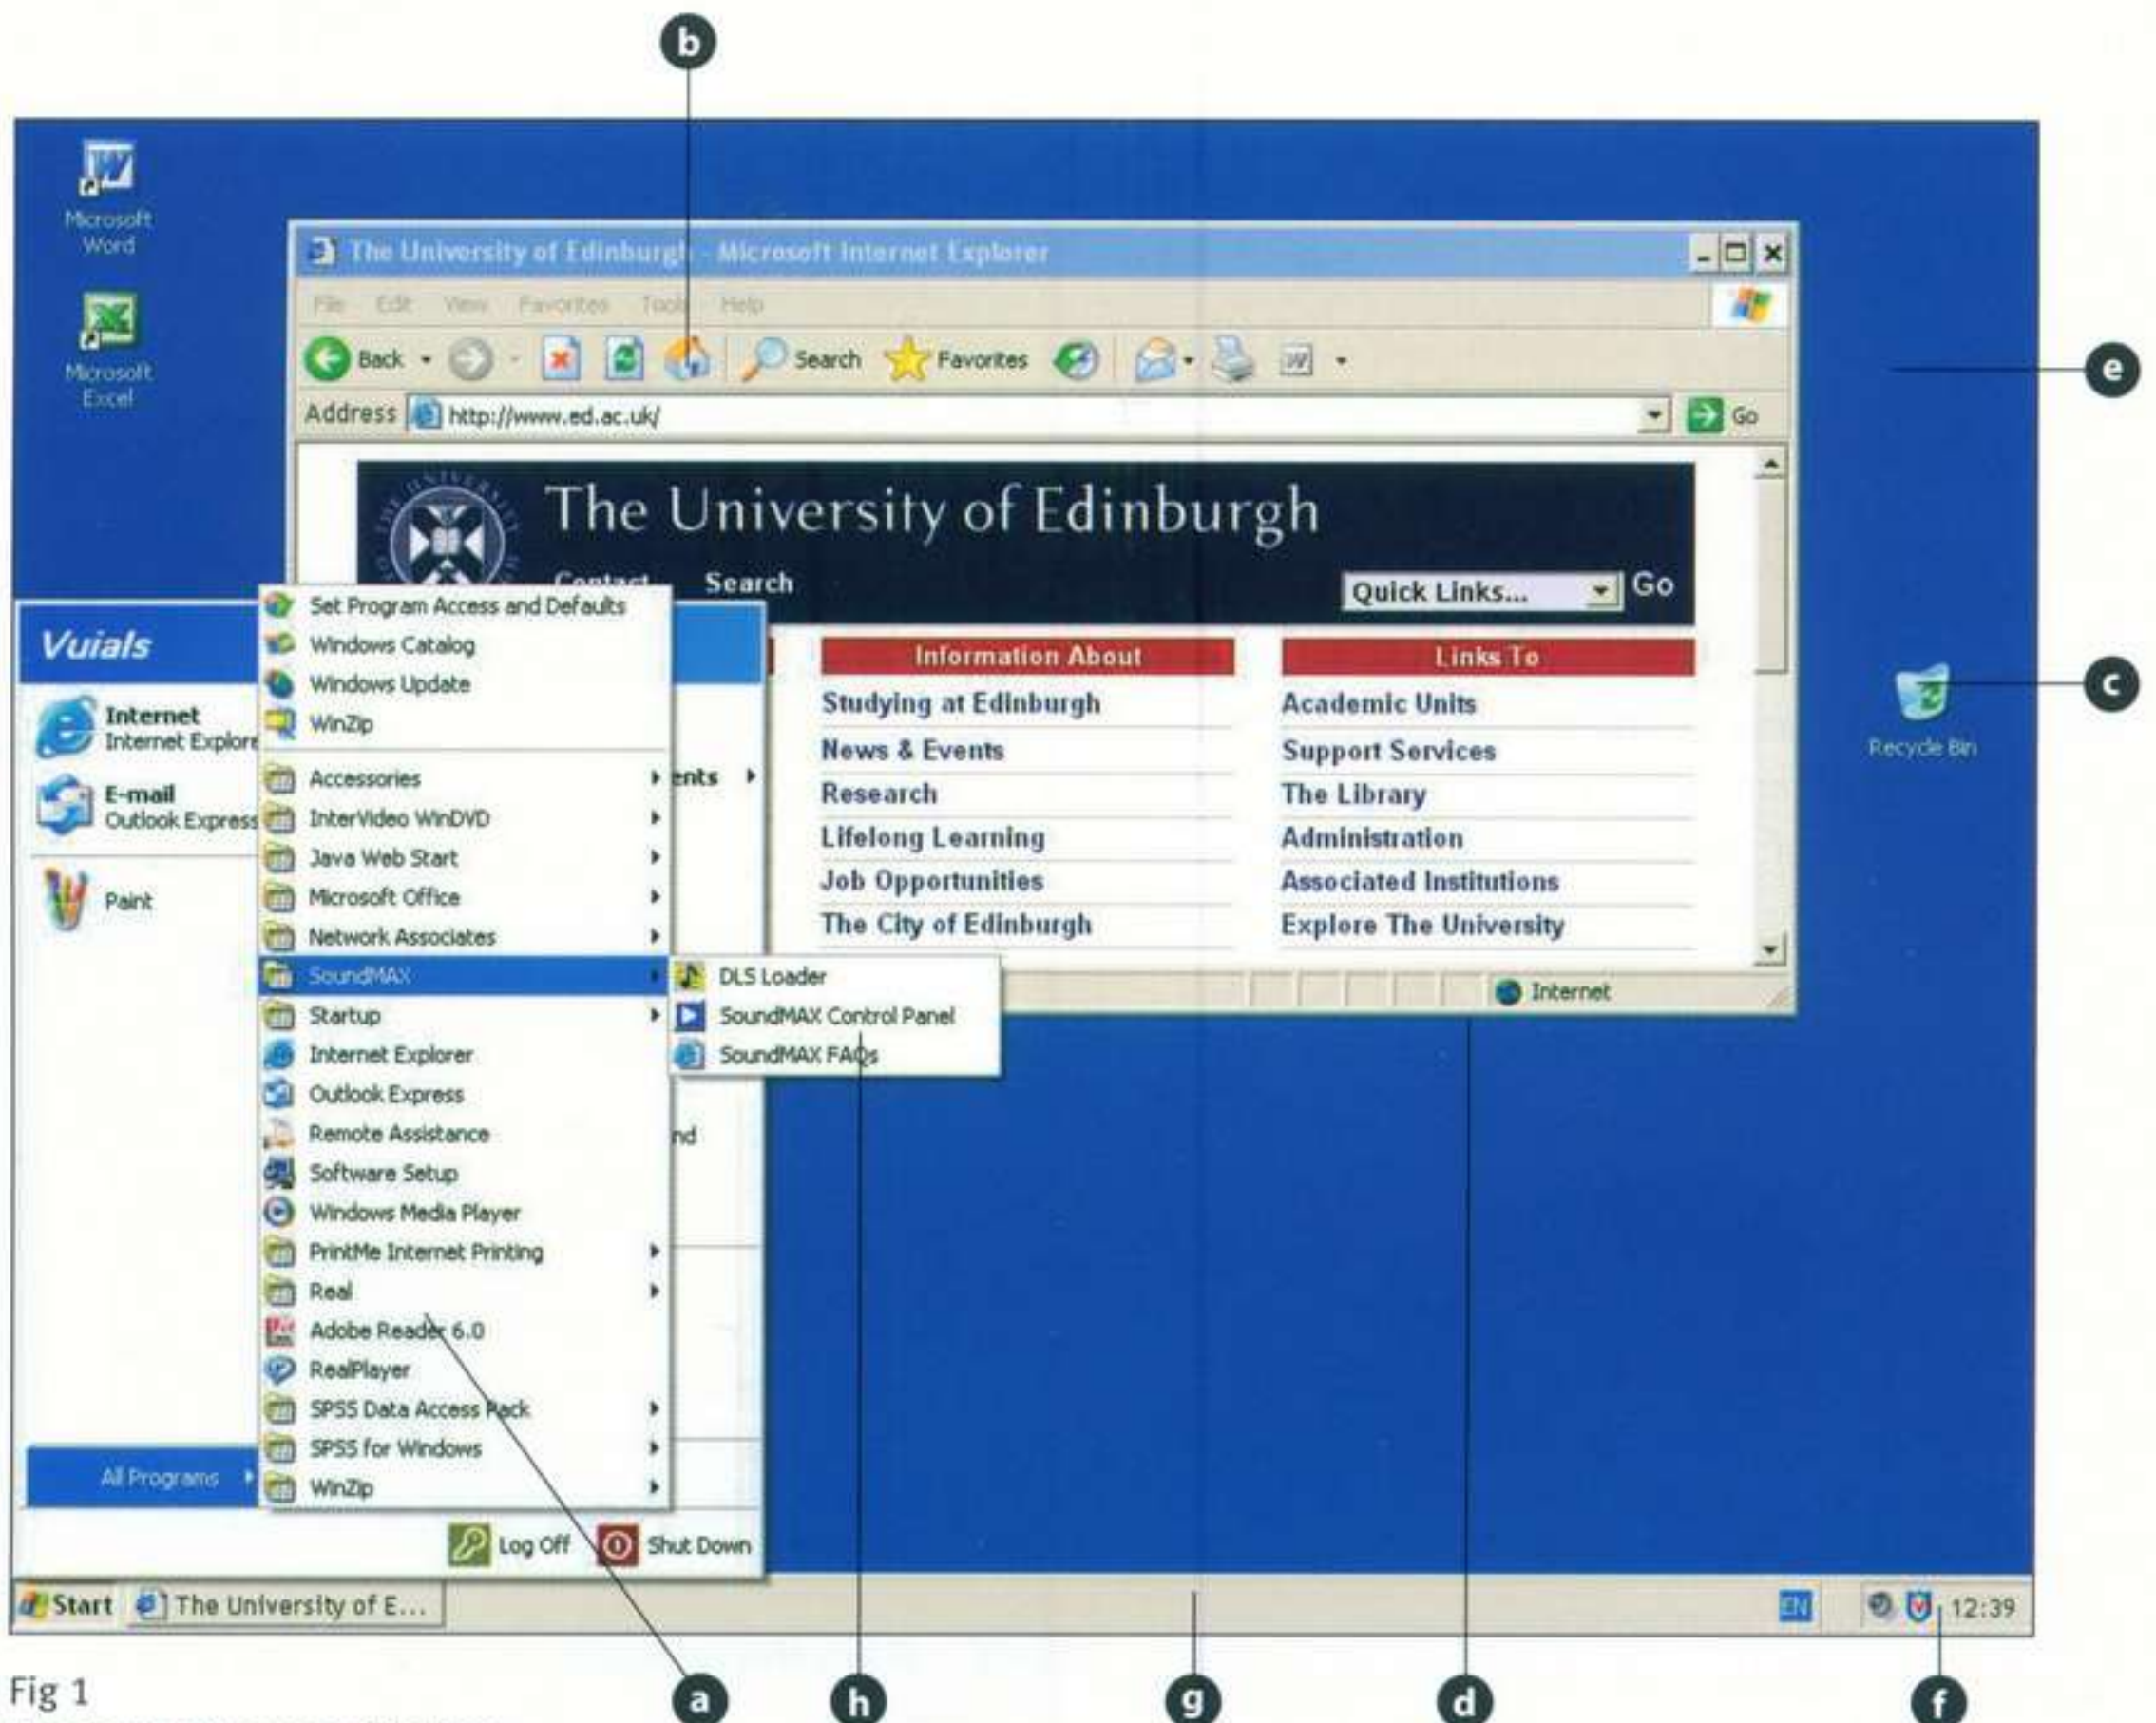 b
Microsoft
Word
Microsoft
Excel
The University of Edinburgh - Microsoft Internet Explorer
File Edit View Favorites Tools Help
Back Search Favorites
Address http://www.ed.ac.uk/ Go
e
The University of Edinburgh
Contact Search
Quick Links... Go
Information About
Studying at Edinburgh
News & Events
Research
Lifelong Learning
Job Opportunities
The City of Edinburgh
Links To
Academic Units
Support Services
The Library
Administration
Associated Institutions
Explore The University
Internet
c
Recycle Bin
Vuials
Internet
Internet Explore
E-mail
Outlook Express
Paint
All Programs
Set Program Access and Defaults
Windows Catalog
Windows Update
WinZip
Accessories
InterVideo WinDVD
Java Web Start
Microsoft Office
Network Associates
SoundMAX
Startup
Internet Explorer
Outlook Express
Remote Assistance
Software Setup
Windows Media Player
PrintMe Internet Printing
Real
Adobe Reader 6.0
RealPlayer
SPSS Data Access Pack
SPSS for Windows
WinZip
ents
nd
DLS Loader
SoundMAX Control Panel
SoundMAX FAQs
Log Off Shut Down
Start The University of E... EN 12:39
Fig 1
a h g d f